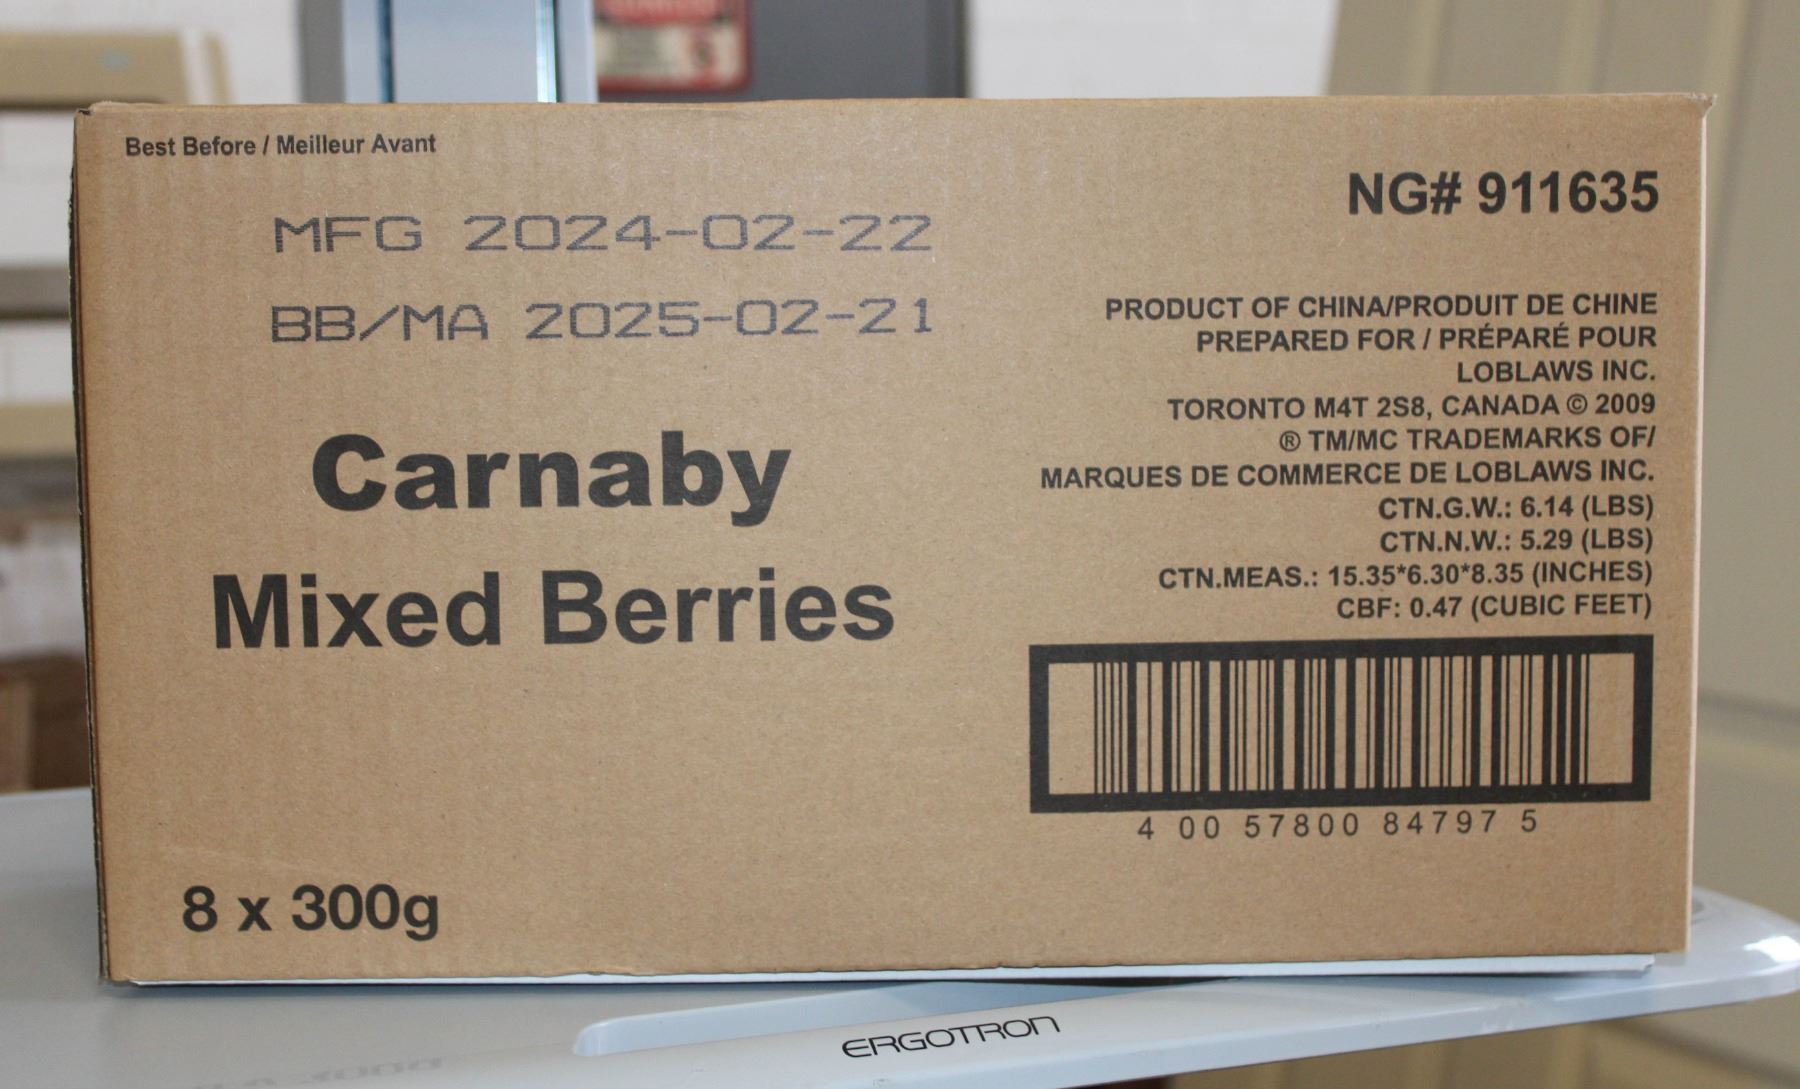 Best Before / Meilleur Avant
MFG 2024-02-22
BB/MA 2025-02-21
Carnaby
Mixed Berries
8 x 300g
NG# 911635
PRODUCT OF CHINA/PRODUIT DE CHINE
PREPARED FOR / PRÉPARÉ POUR
LOBLAWS INC.
TORONTO M4T 2S8, CANADA © 2009
® TM/MC TRADEMARKS OF/
MARQUES DE COMMERCE DE LOBLAWS INC.
CTN.G.W.: 6.14 (LBS)
CTN.N.W.: 5.29 (LBS)
CTN.MEAS.: 15.35*6.30*8.35 (INCHES)
CBF: 0.47 (CUBIC FEET)
4 00 57800 84797 5
ERGOTRON